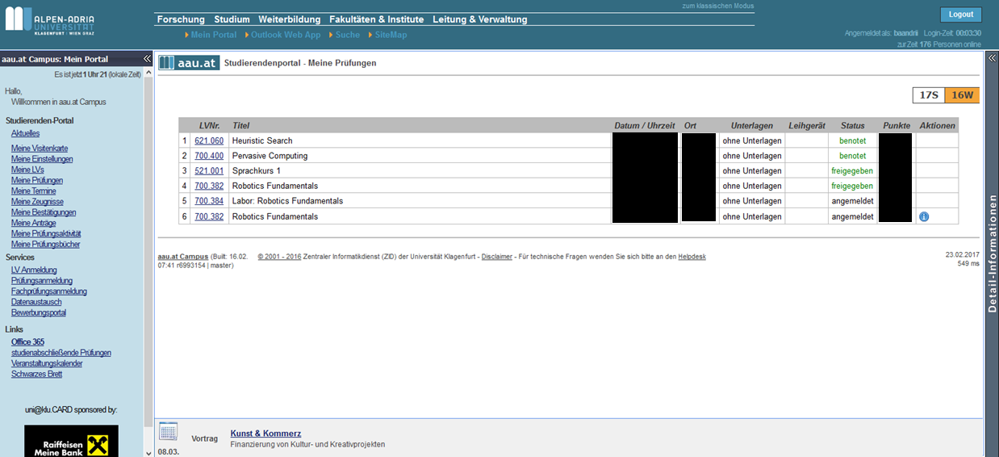 zum klassischen Modus
ALPEN-ADRIA
UNIVERSITÄT
KLAGENFURT | WIEN GRAZ
Forschung Studium Weiterbildung Fakultäten & Institute Leitung & Verwaltung
Logout
Mein Portal Outlook Web App Suche SiteMap
Angemeldet als: baandrii Login-Zeit: 00:03:30
zur Zeit 176 Personen online
aau.at Campus: Mein Portal
Es ist jetzt 1 Uhr 21 (lokale Zeit)
Hallo,
Willkommen in aau.at Campus
Studierenden-Portal
Aktuelles
Meine Visitenkarte
Meine Einstellungen
Meine LVs
Meine Prüfungen
Meine Termine
Meine Zeugnisse
Meine Bestätigungen
Meine Anträge
Meine Prüfungsaktivität
Meine Prüfungsbücher
Services
LV Anmeldung
Prüfungsanmeldung
Fachprüfungsanmeldung
Datenaustausch
Bewerbungsportal
Links
Office 365
studienabschließende Prüfungen
Veranstaltungskalender
Schwarzes Brett
uni@klu.CARD sponsored by:
Raiffeisen
Meine Bank
aau.at Studierendenportal - Meine Prüfungen
17S 16W
LVNr. Titel Datum / Uhrzeit Ort Unterlagen Leihgerät Status Punkte Aktionen
1 621.060 Heuristic Search ohne Unterlagen benotet
2 700.400 Pervasive Computing ohne Unterlagen benotet
3 521.001 Sprachkurs 1 ohne Unterlagen freigegeben
4 700.382 Robotics Fundamentals ohne Unterlagen freigegeben
5 700.384 Labor: Robotics Fundamentals ohne Unterlagen angemeldet
6 700.382 Robotics Fundamentals ohne Unterlagen angemeldet
aau.at Campus (Built: 16.02. © 2001 - 2016 Zentraler Informatikdienst (ZID) der Universität Klagenfurt - Disclaimer - Für technische Fragen wenden Sie sich bitte an den Helpdesk 23.02.2017
07:41 r6993154 | master) 549 ms
Detail-Informationen
08.03.
Vortrag
Kunst & Kommerz
Finanzierung von Kultur- und Kreativprojekten